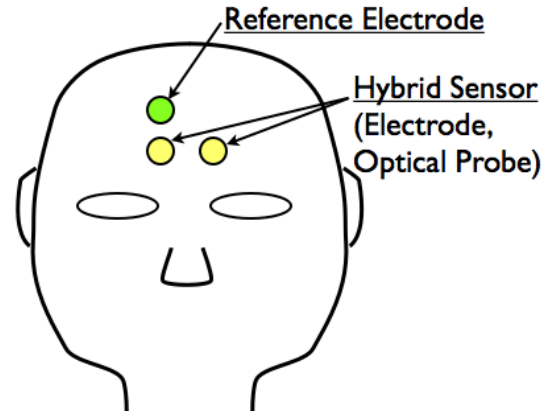 Reference Electrode
Hybrid Sensor
(Electrode,
Optical Probe)